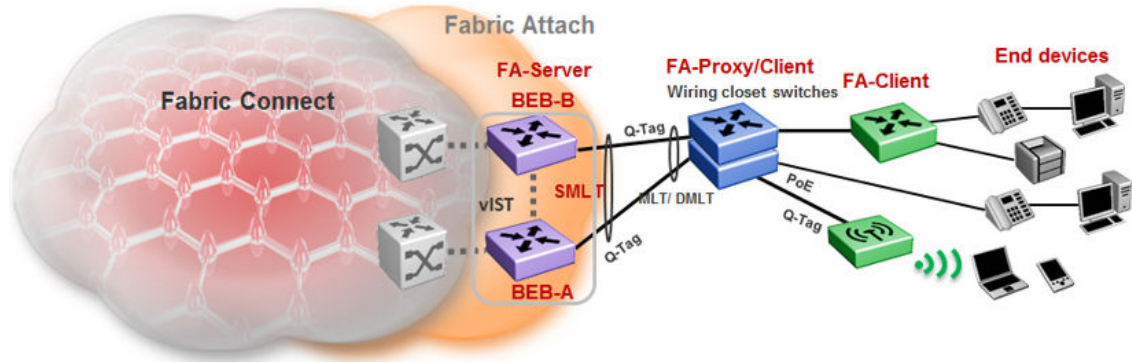 Fabric Attach
Fabric Connect
FA-Server
BEB-B
vIST
SMLT
BEB-A
Q-Tag
Q-Tag
MLT/ DMLT
FA-Proxy/Client
Wiring closet switches
FA-Client
PoE
Q-Tag
End devices